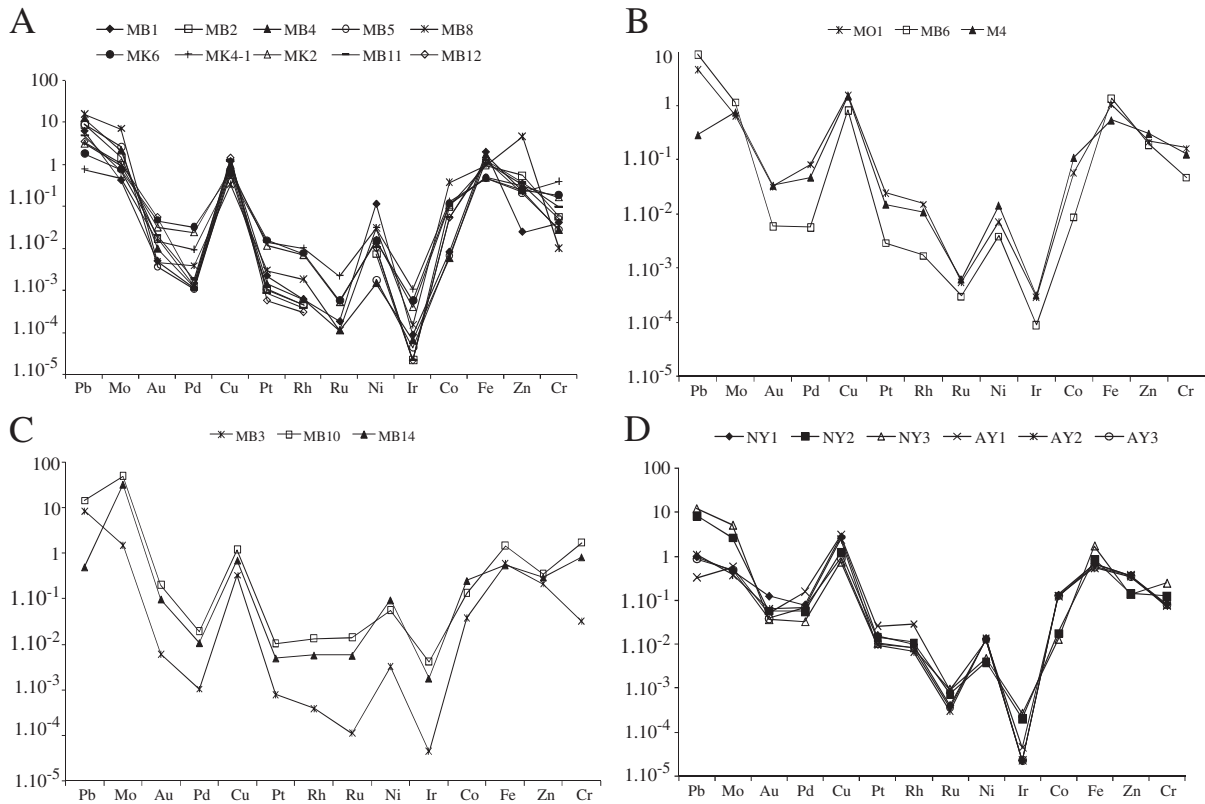 A
MB1 MB2 MB4 MB5 MB8
MK6 MK4-1 MK2 MB11 MB12
100
10
1
1.10-1
1.10-2
1.10-3
1.10-4
1.10-5
Pb Mo Au Pd Cu Pt Rh Ru Ni Ir Co Fe Zn Cr
B
MO1 MB6 M4
10
1
1.10-1
1.10-2
1.10-3
1.10-4
1.10-5
Pb Mo Au Pd Cu Pt Rh Ru Ni Ir Co Fe Zn Cr
C
MB3 MB10 MB14
100
10
1
1.10-1
1.10-2
1.10-3
1.10-4
1.10-5
Pb Mo Au Pd Cu Pt Rh Ru Ni Ir Co Fe Zn Cr
D
NY1 NY2 NY3 AY1 AY2 AY3
100
10
1
1.10-1
1.10-2
1.10-3
1.10-4
1.10-5
Pb Mo Au Pd Cu Pt Rh Ru Ni Ir Co Fe Zn Cr